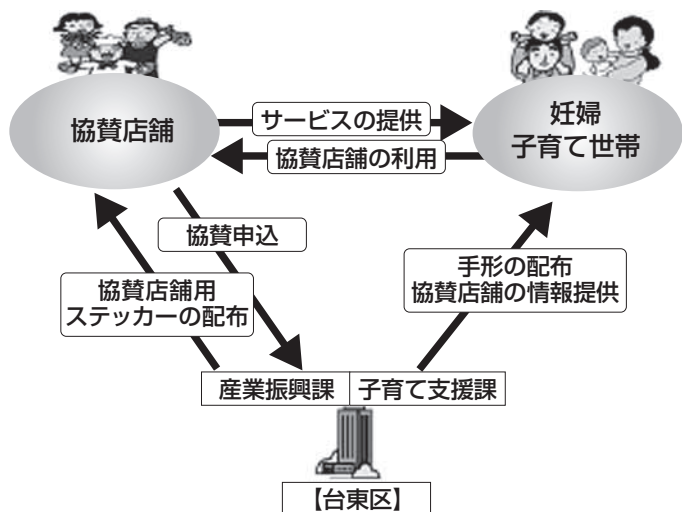 協賛店舗
サービスの提供
協賛店舗の利用
妊婦
子育て世帯
協賛申込
協賛店舗用
ステッカーの配布
手形の配布
協賛店舗の情報提供
産業振興課
子育て支援課
【台東区】